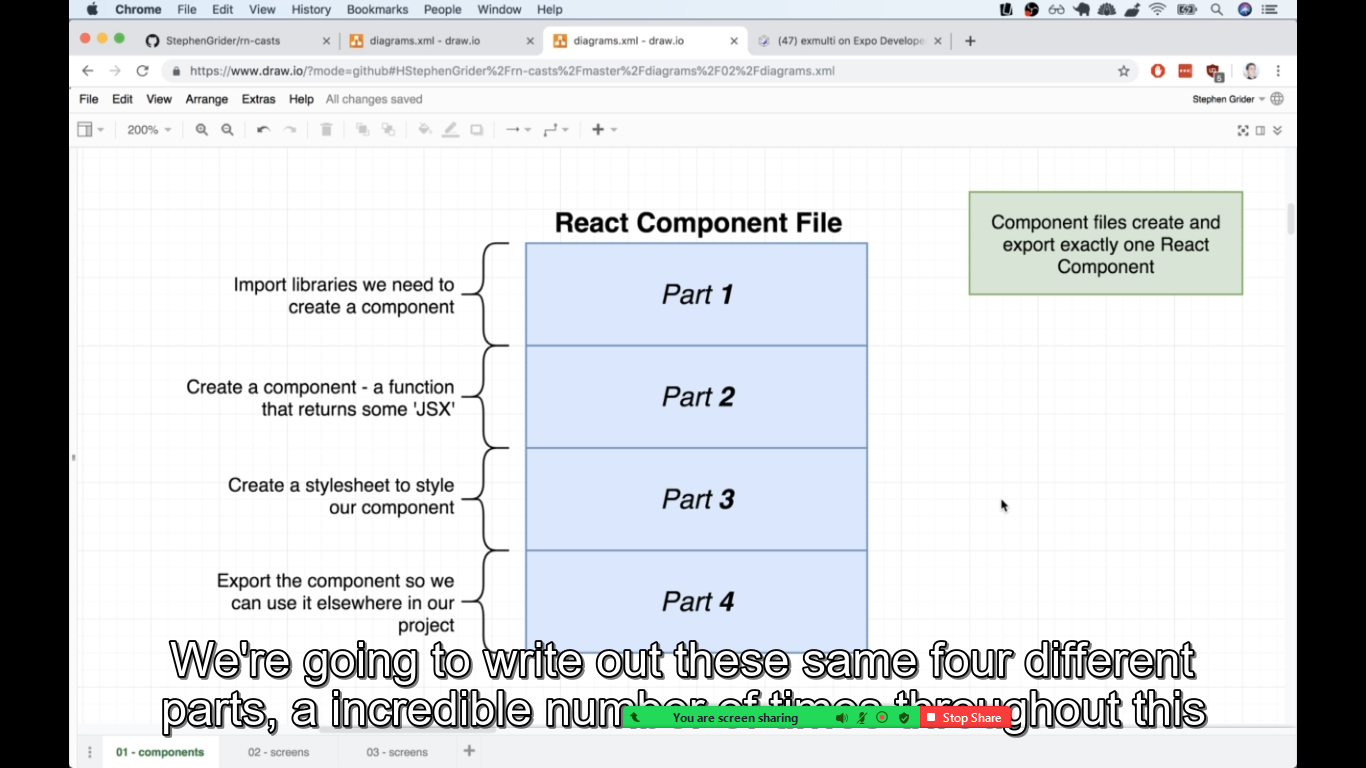 Chrome File Edit View History Bookmarks People Window Help
StephenGrider/rn-casts
diagrams.xml - draw.io
diagrams.xml - draw.io
(47) exmulti on Expo Develope
https://www.draw.io/?mode=github#HStephenGrider%2Frn-casts%2Fmaster%2Fdiagrams%2F02%2Fdiagrams.xml
5
File Edit View Arrange Extras Help All changes saved
Stephen Grider
200%
React Component File
Component files create and
export exactly one React
Component
Import libraries we need to
create a component
Part 1
Create a component - a function
that returns some 'JSX'
Part 2
Create a stylesheet to style
our component
Part 3
Export the component so we
can use it elsewhere in our
project
Part 4
We're going to write out these same four different
parts, a incredible number of times throughout this
You are screen sharing
Stop Share
01 - components 02 - screens 03 - screens